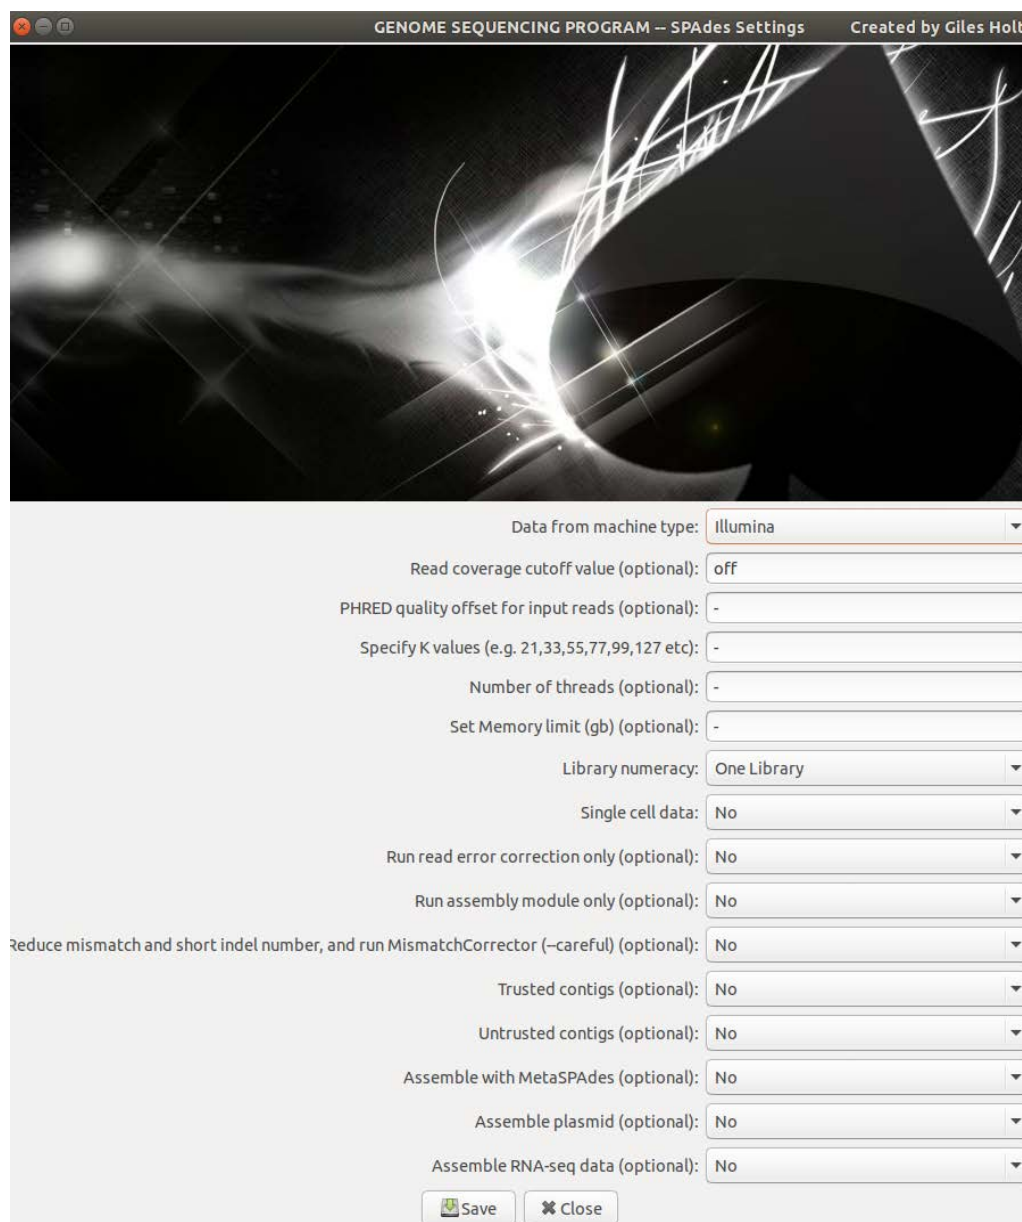 GENOME SEQUENCING PROGRAM -- SPAdes Settings Created by Giles Holt
Data from machine type: Illumina
Read coverage cutoff value (optional): off
PHRED quality offset for input reads (optional): -
Specify K values (e.g. 21,33,55,77,99,127 etc): -
Number of threads (optional): -
Set Memory limit (gb) (optional): -
Library numeracy: One Library
Single cell data: No
Run read error correction only (optional): No
Run assembly module only (optional): No
Reduce mismatch and short indel number, and run MismatchCorrector (--careful) (optional): No
Trusted contigs (optional): No
Untrusted contigs (optional): No
Assemble with MetaSPAdes (optional): No
Assemble plasmid (optional): No
Assemble RNA-seq data (optional): No
Save Close